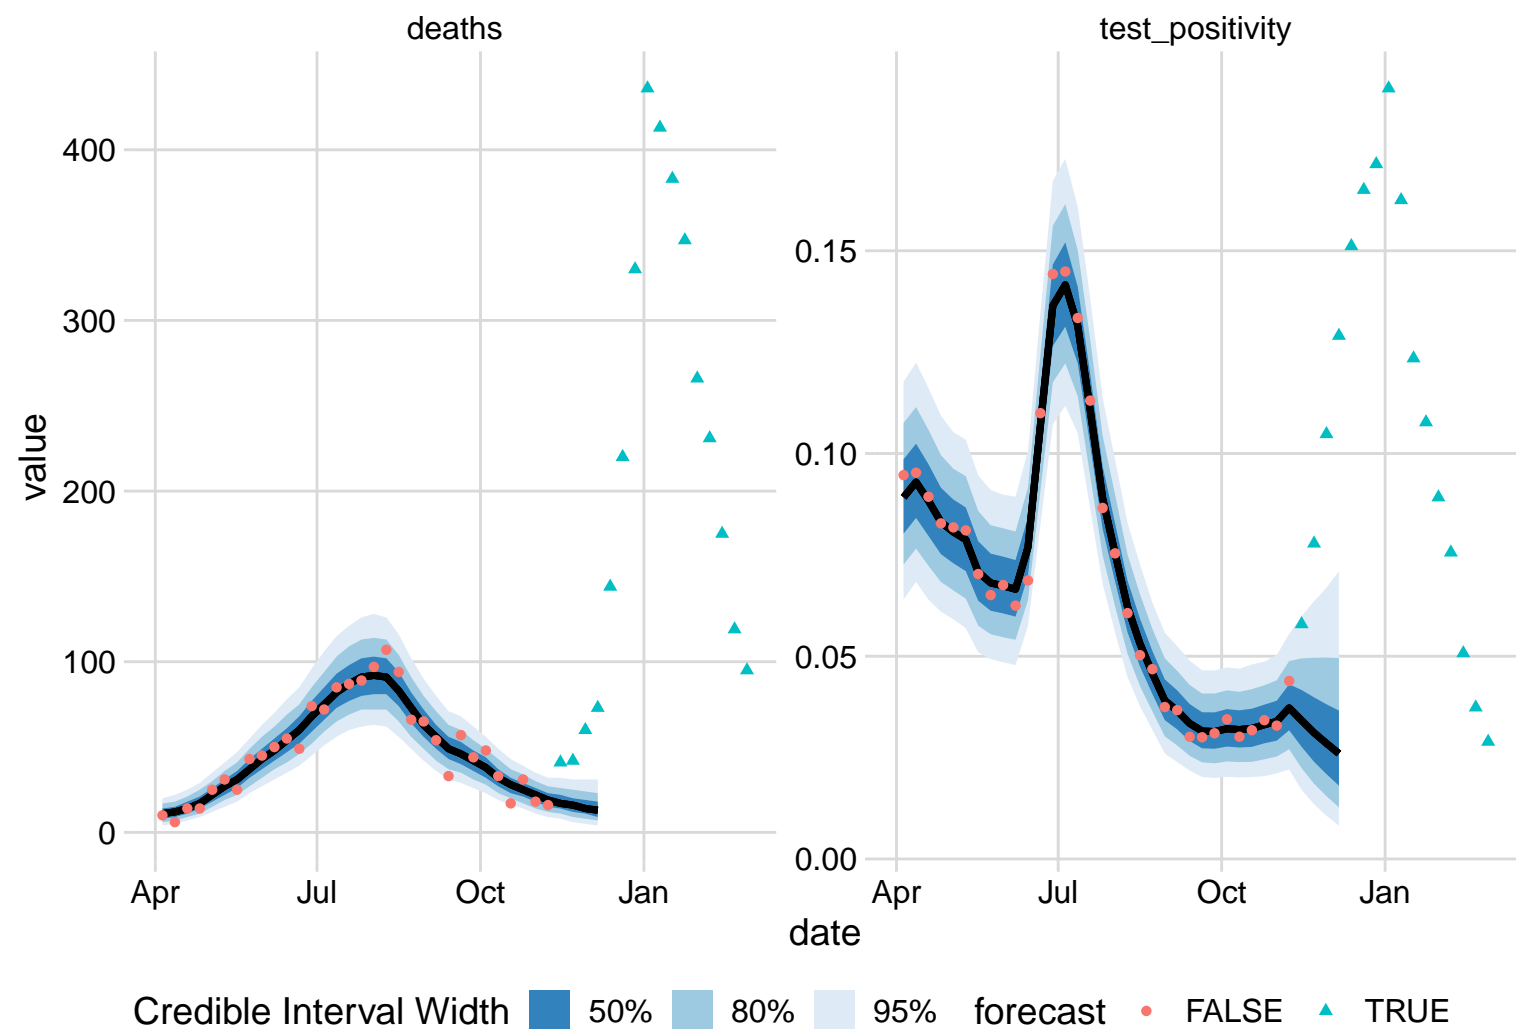 deaths
test_positivity
value
400
300
200
100
0
Apr
Jul
Oct
Jan
0.15
0.10
0.05
0.00
Apr
Jul
Oct
Jan
date
Credible Interval Width 50% 80% 95% forecast FALSE TRUE